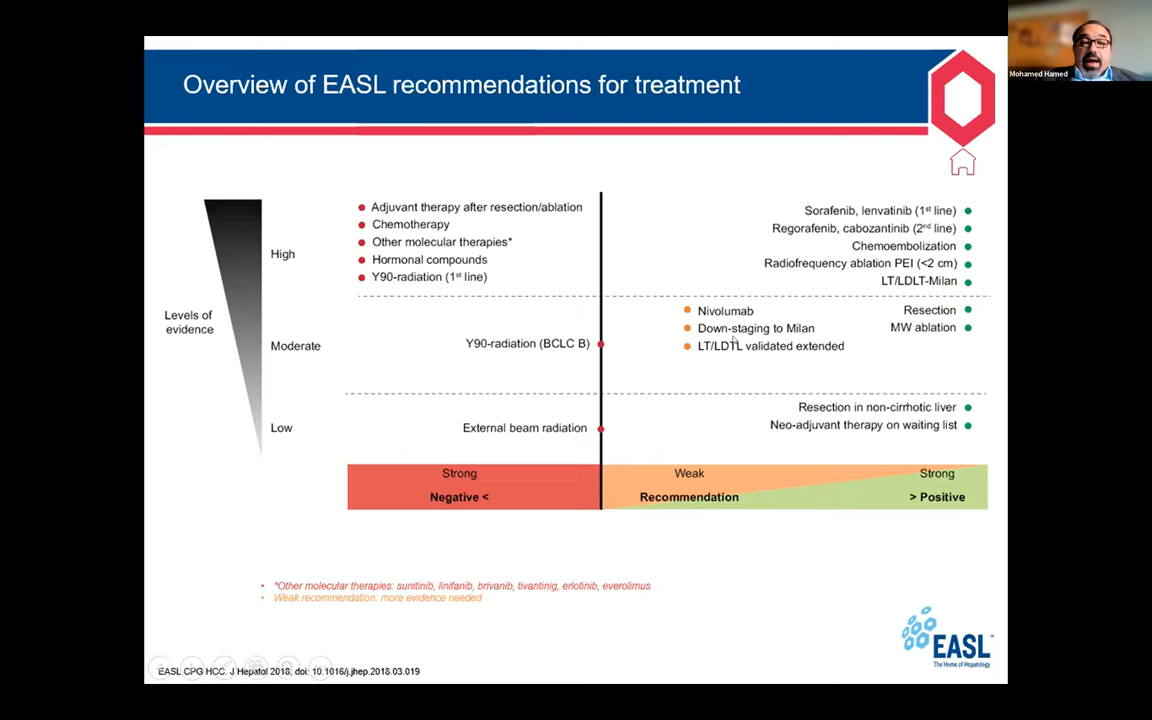 Mohamed Hamed
Overview of EASL recommendations for treatment
Levels of
evidence
High
Adjuvant therapy after resection/ablation
Chemotherapy
Other molecular therapies*
Hormonal compounds
Y90-radiation (1st line)
Sorafenib, lenvatinib (1st line)
Regorafenib, cabozantinib (2nd line)
Chemoembolization
Radiofrequency ablation PEI (<2 cm)
LT/LDLT-Milan
Moderate
Y90-radiation (BCLC B)
Nivolumab
Down-staging to Milan
LT/LDTL validated extended
Resection
MW ablation
Low
External beam radiation
Resection in non-cirrhotic liver
Neo-adjuvant therapy on waiting list
Strong
Weak
Strong
Negative <
Recommendation
> Positive
• *Other molecular therapies: sunitinib, linifanib, brivanib, tivantinig, erlotinib, everolimus
• Weak recommendation: more evidence needed
EASL
The Home of Hepatology
EASL CPG HCC. J Hepatol 2018, doi: 10.1016/j.jhep.2018.03.019